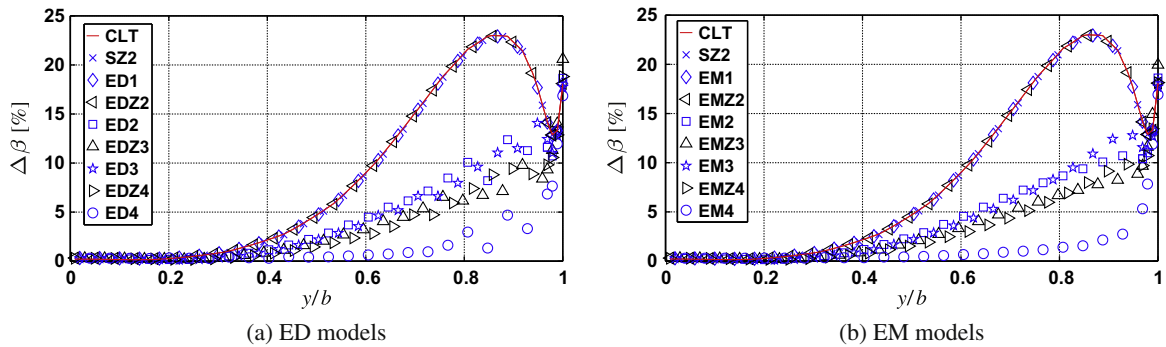 25
20
15
10
5
0
Δβ [%]
0 0.2 0.4 0.6 0.8 1
y/b
CLT
SZ2
ED1
EDZ2
ED2
EDZ3
ED3
EDZ4
ED4
(a) ED models
25
20
15
10
5
0
Δβ [%]
0 0.2 0.4 0.6 0.8 1
y/b
CLT
SZ2
EM1
EMZ2
EM2
EMZ3
EM3
EMZ4
EM4
(b) EM models